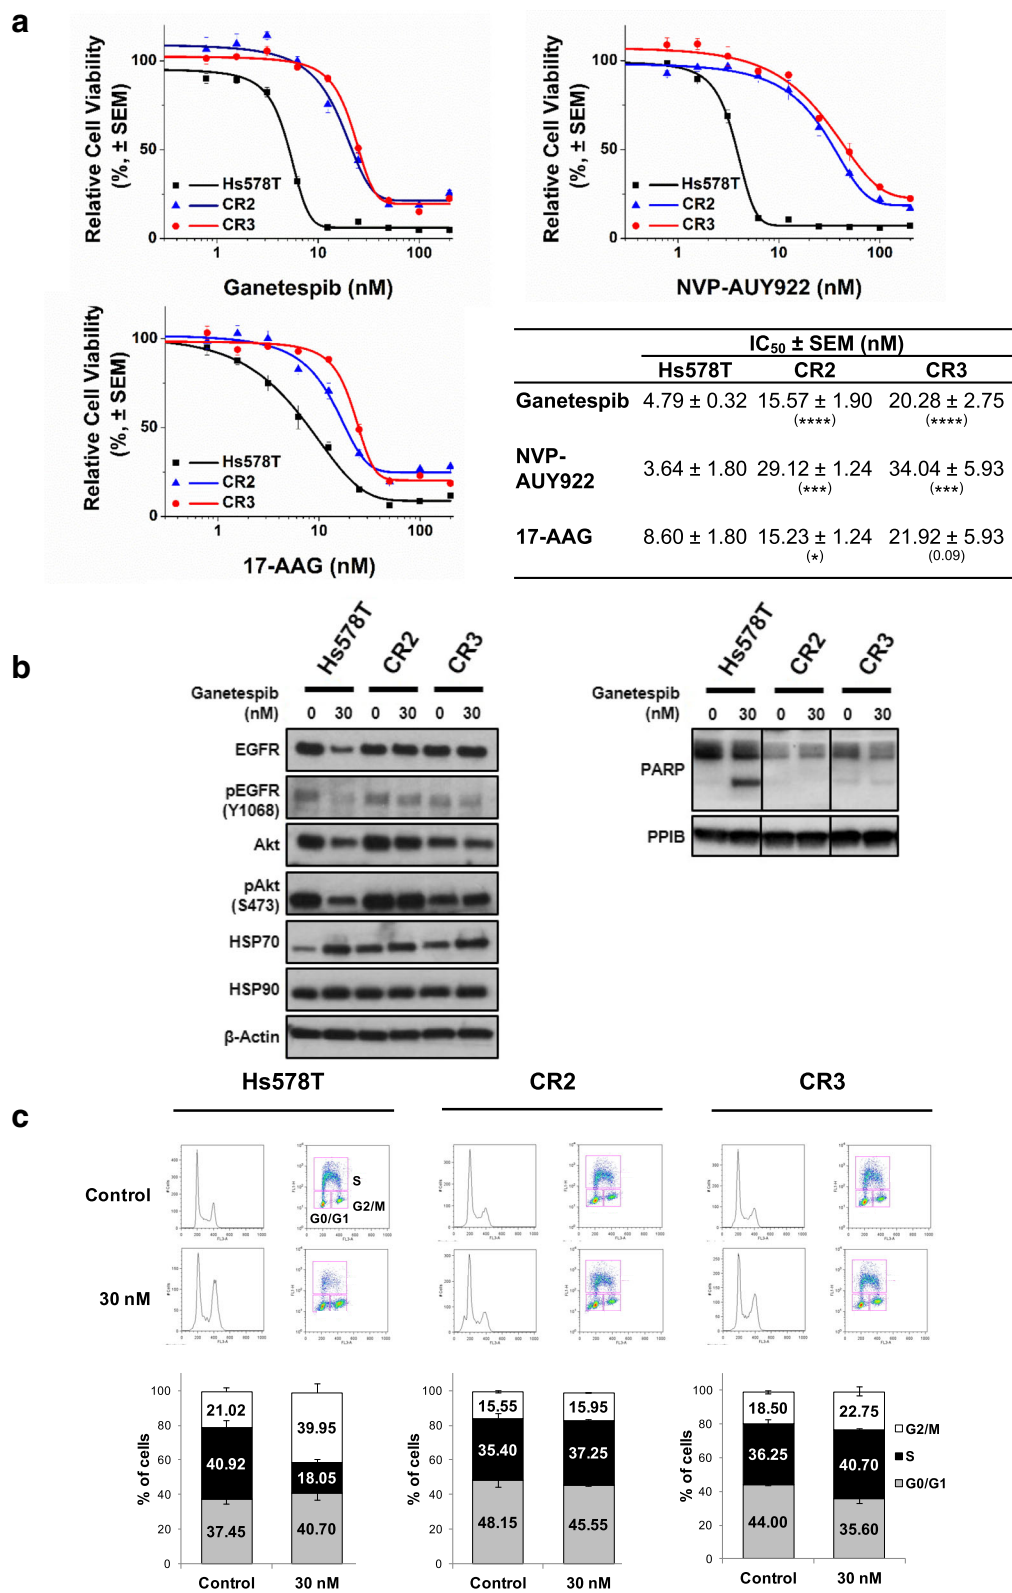 a
Relative Cell Viability
(%, ± SEM)
100
50
0
Hs578T
CR2
CR3
1 10 100
Ganetespib (nM)
Relative Cell Viability
(%, ± SEM)
100
50
0
Hs578T
CR2
CR3
1 10 100
NVP-AUY922 (nM)
Relative Cell Viability
(%, ± SEM)
100
50
0
Hs578T
CR2
CR3
1 10 100
17-AAG (nM)
IC50 ± SEM (nM)
Hs578T CR2 CR3
Ganetespib 4.79 ± 0.32 15.57 ± 1.90 20.28 ± 2.75
(****) (****)
NVP-
AUY922 3.64 ± 1.80 29.12 ± 1.24 34.04 ± 5.93
(***) (***)
17-AAG 8.60 ± 1.80 15.23 ± 1.24 21.92 ± 5.93
(*) (0.09)
b
Hs578T CR2 CR3
Ganetespib
(nM) 0 30 0 30 0 30
EGFR
pEGFR
(Y1068)
Akt
pAkt
(S473)
HSP70
HSP90
β-Actin
Hs578T CR2 CR3
Ganetespib
(nM) 0 30 0 30 0 30
PARP
PPIB
c
Hs578T CR2 CR3
Control
S
G2/M
G0/G1
30 nM
% of cells
100
80
60
40
20
0
21.02
40.92
37.45
39.95
18.05
40.70
Control 30 nM
% of cells
100
80
60
40
20
0
15.55
35.40
48.15
15.95
37.25
45.55
Control 30 nM
% of cells
100
80
60
40
20
0
18.50
36.25
44.00
22.75
40.70
35.60
Control 30 nM
G2/M
S
G0/G1